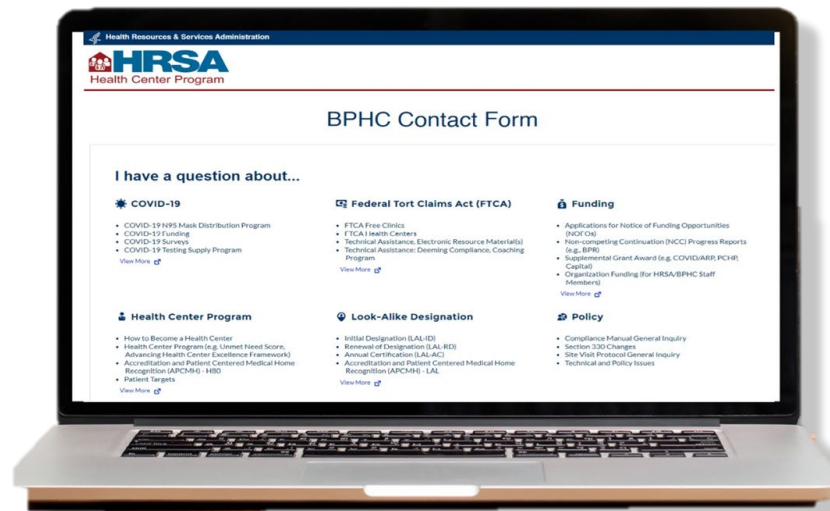 Health Resources & Services Administration
HRSA
Health Center Program
BPHC Contact Form
I have a question about...
COVID-19
COVID-19 N95 Mask Distribution Program
COVID-19 Funding
COVID-19 Surveys
COVID-19 Testing Supply Program
View More
Federal Tort Claims Act (FTCA)
FTCA Free Clinics
FTCA Health Centers
Technical Assistance, Electronic Resource Material(s)
Technical Assistance: Deeming Compliance, Coaching
Program
View More
Funding
Applications for Notice of Funding Opportunities
(NOFOs)
Non-competing Continuation (NCC) Progress Reports
(e.g., BPR)
Supplemental Grant Award (e.g. COVID/ARP, PCHP,
Capital)
Organization Funding (for HRSA/BPHC Staff
Members)
View More
Health Center Program
How to Become a Health Center
Health Center Program (e.g. Unmet Need Score,
Advancing Health Center Excellence Framework)
Accreditation and Patient Centered Medical Home
Recognition (APCMH) - H80
Patient Targets
View More
Look-Alike Designation
Initial Designation (LAL-ID)
Renewal of Designation (LAL-RD)
Annual Certification (LAL-AC)
Accreditation and Patient Centered Medical Home
Recognition (APCMH) - LAL
View More
Policy
Compliance Manual General Inquiry
Section 330 Changes
Site Visit Protocol General Inquiry
Technical and Policy Issues